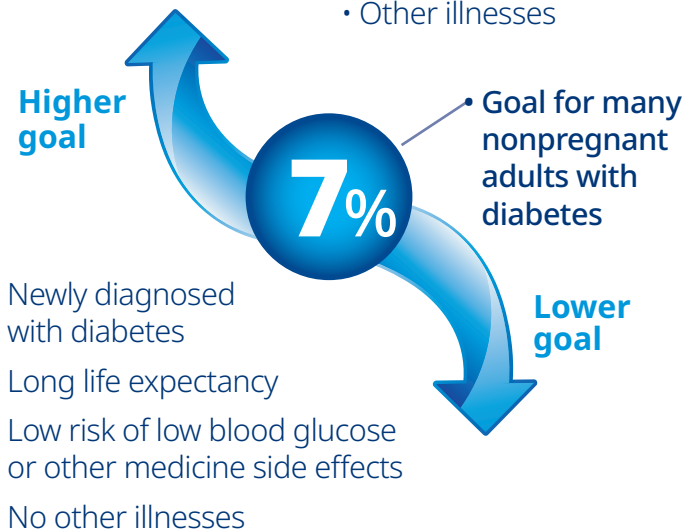 • Other illnesses
Higher
goal
7%
• Goal for many
nonpregnant
adults with
diabetes
Newly diagnosed
with diabetes
Long life expectancy
Low risk of low blood glucose
or other medicine side effects
No other illnesses
Lower
goal